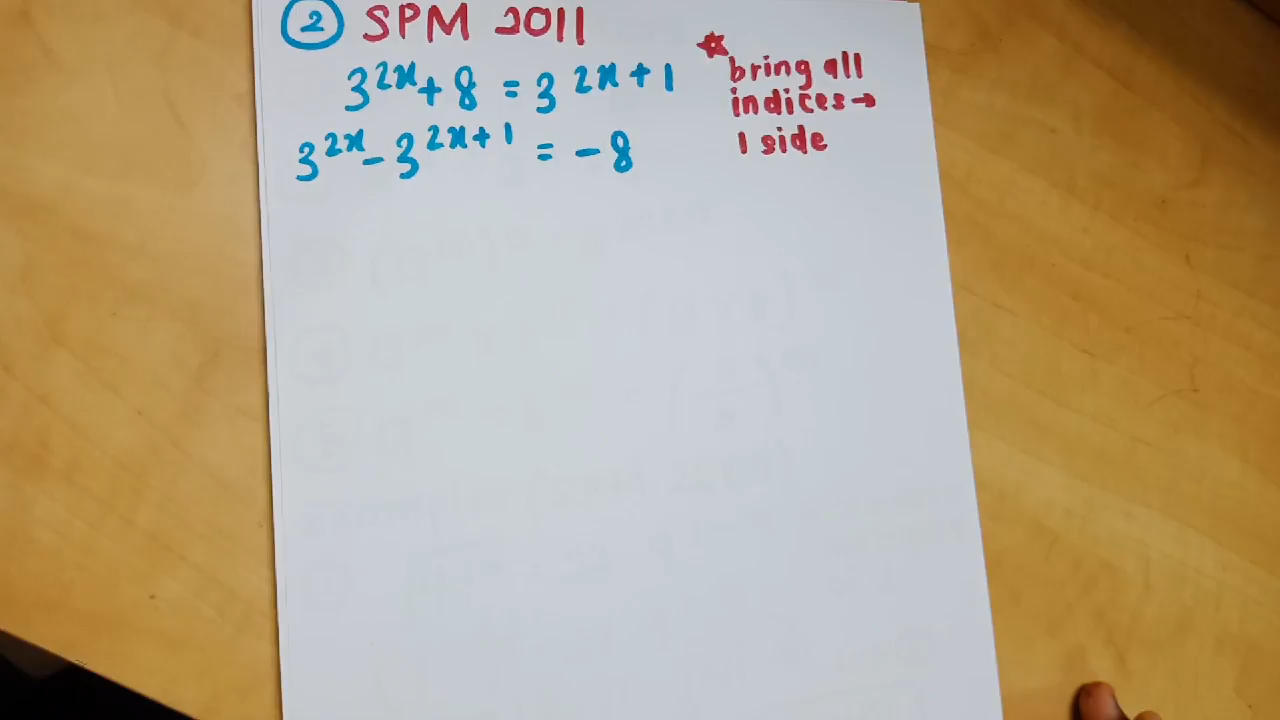 ② SPM 2011
3^{2x} + 8 = 3^{2x+1}
3^{2x} - 3^{2x+1} = -8
☆ bring all
indices →
1 side